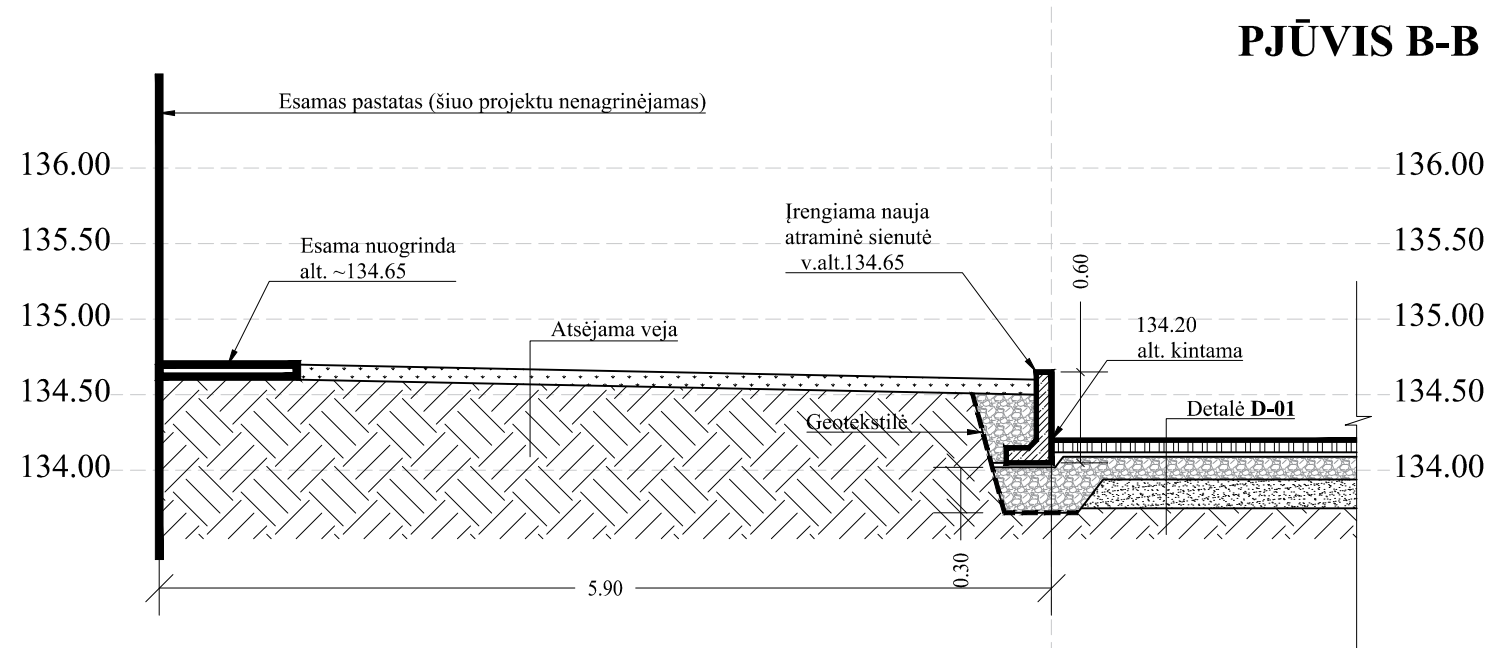 PJŪVIS B-B
Esamas pastatas (šiuo projektu nenagrinėjamas)
136.00
136.00
Įrengiama nauja
atraminė sienutė
v.alt.134.65
135.50
135.50
Esama nuogrinda
alt. ~134.65
0.60
135.00
135.00
Atsėjama veja
134.20
alt. kintama
134.50
134.50
Geotekstilė
Detalė D-01
134.00
134.00
0.30
5.90